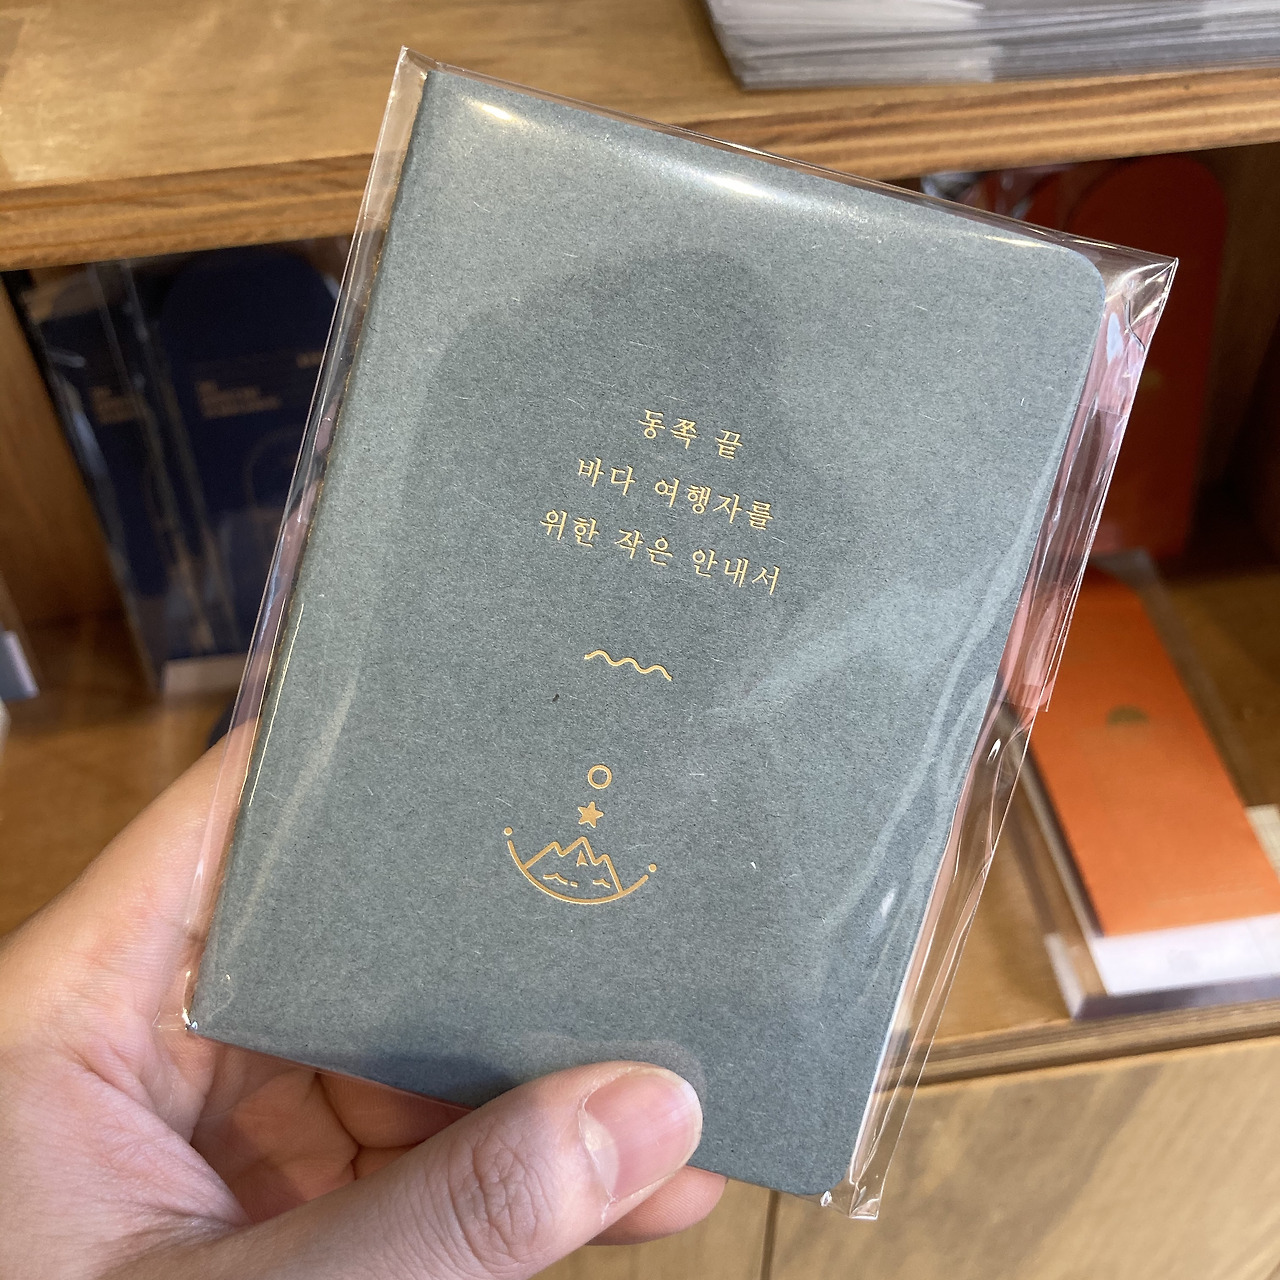 동쪽 끝
바다 여행자를
위한 작은 안내서